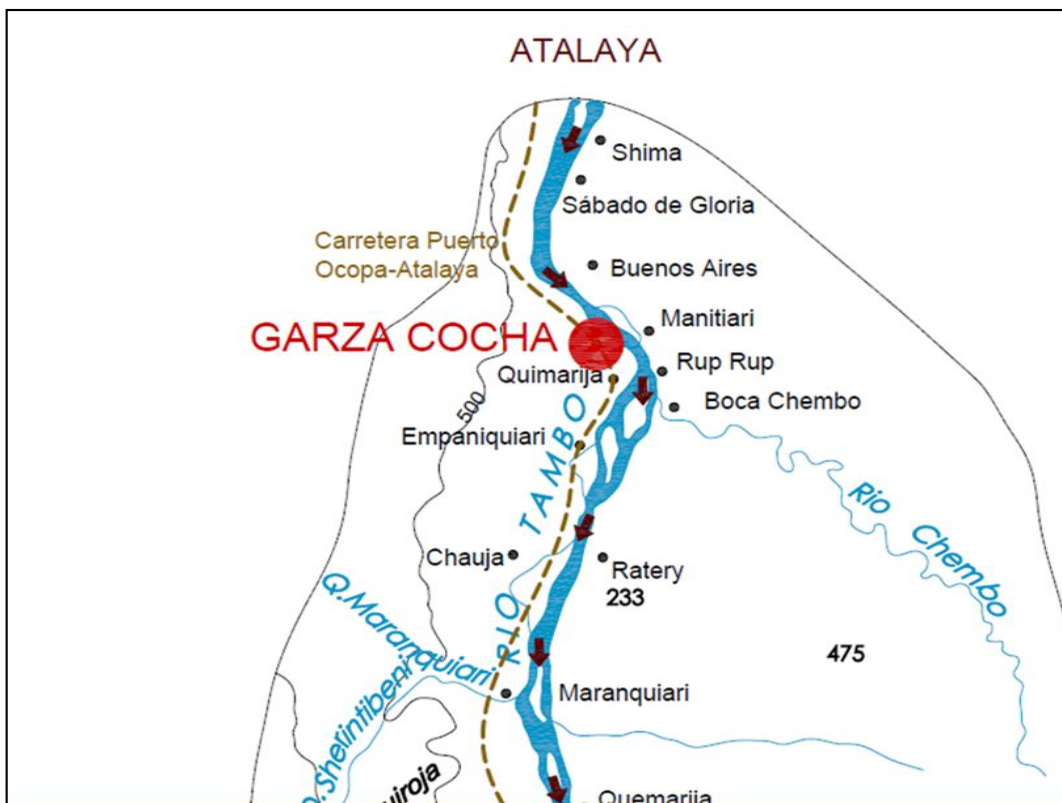 ATALAYA
Shima
Sábado de Gloria
Carretera Puerto
Ocopa-Atalaya
Buenos Aires
Manitiari
GARZA COCHA
Rup Rup
Quimarija
Boca Chembo
500
Empaniquiari
RIO TAMBO
Rio Chembo
Chauja
Ratery
233
Q.Maranquiari
475
Maranquiari
Quemarija